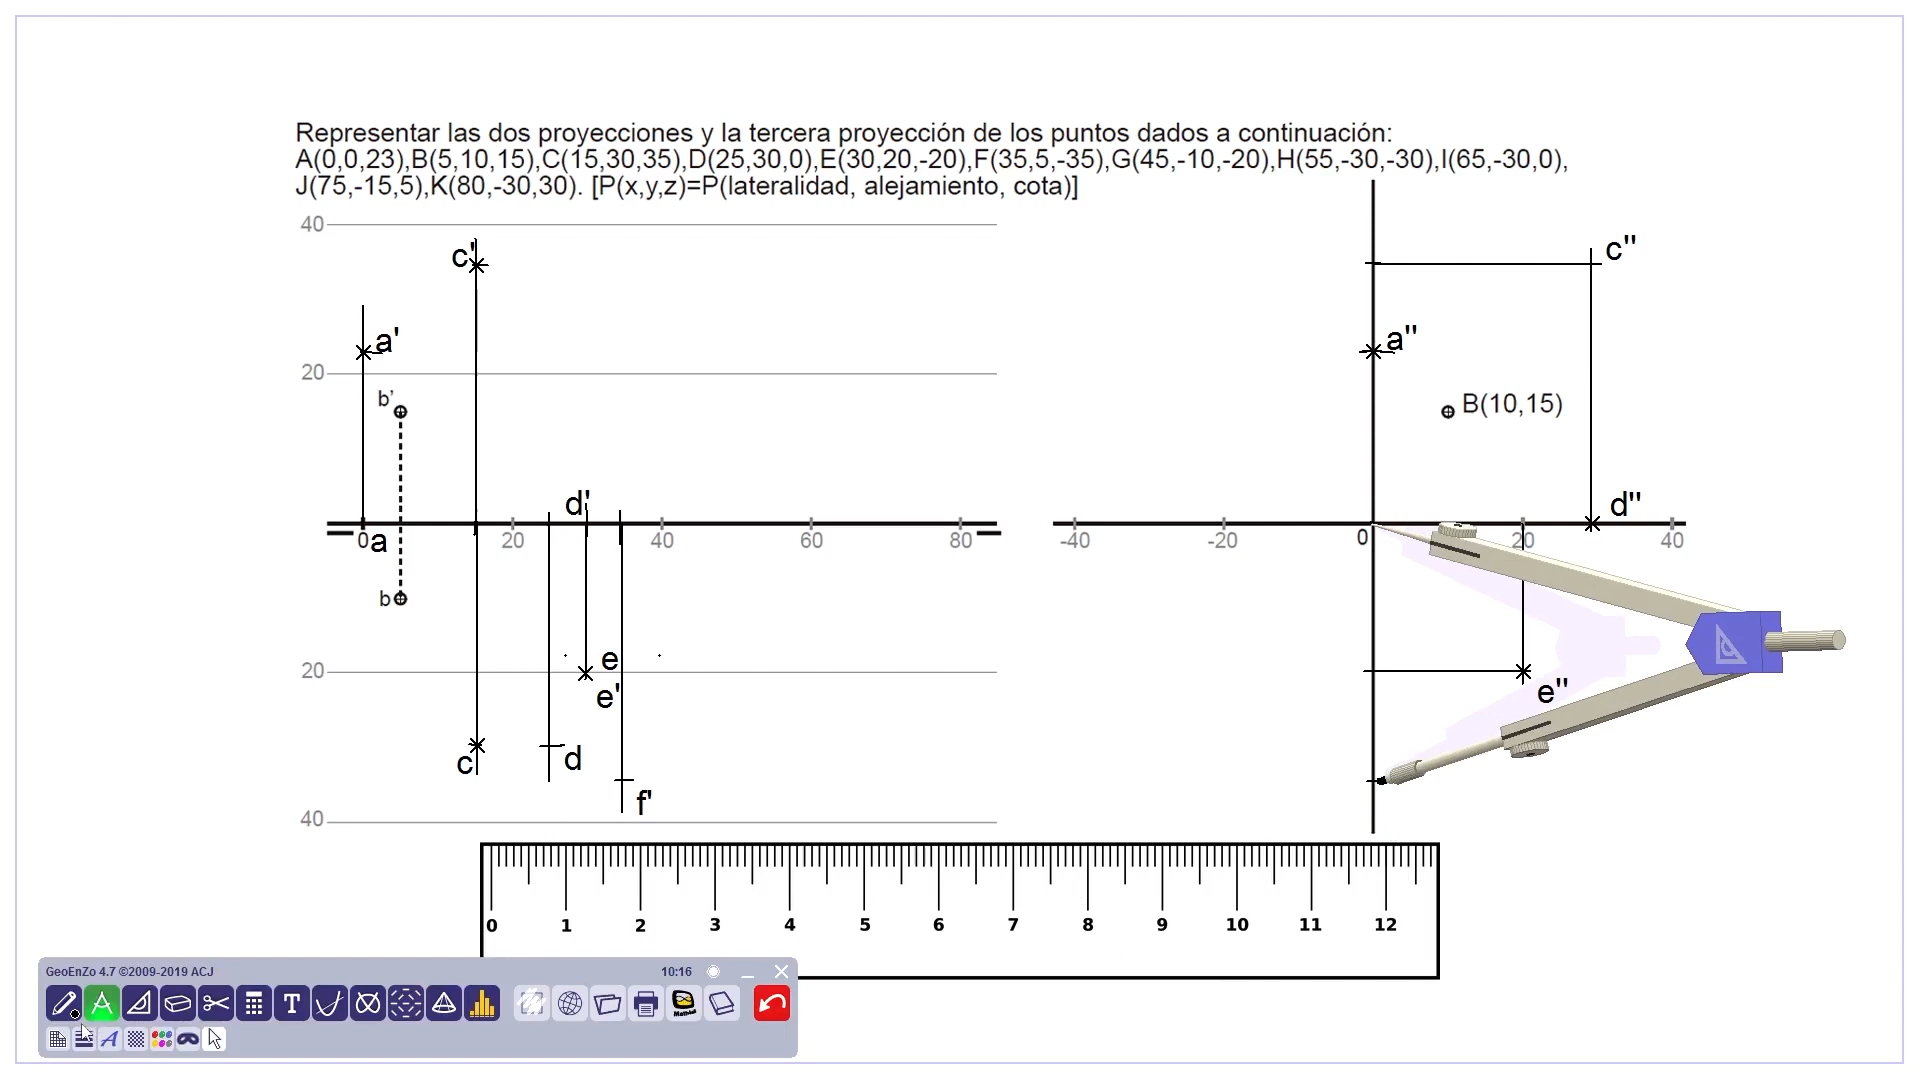 Representar las dos proyecciones y la tercera proyección de los puntos dados a continuación:
A(0,0,23),B(5,10,15),C(15,30,35),D(25,30,0),E(30,20,-20),F(35,5,-35),G(45,-10,-20),H(55,-30,-30),I(65,-30,0),
J(75,-15,5),K(80,-30,30). [P(x,y,z)=P(lateralidad, alejamiento, cota)]
40
c'
c''
a'
a''
20
b'
B(10,15)
d'
d''
0 a 20 40 60 80
-40 -20 0 20 40
b
e
20
e'
e''
c
d
f'
40
0 1 2 3 4 5 6 7 8 9 10 11 12
GeoEnZo 4.7 ©2009-2019 ACJ 10:16
T
A